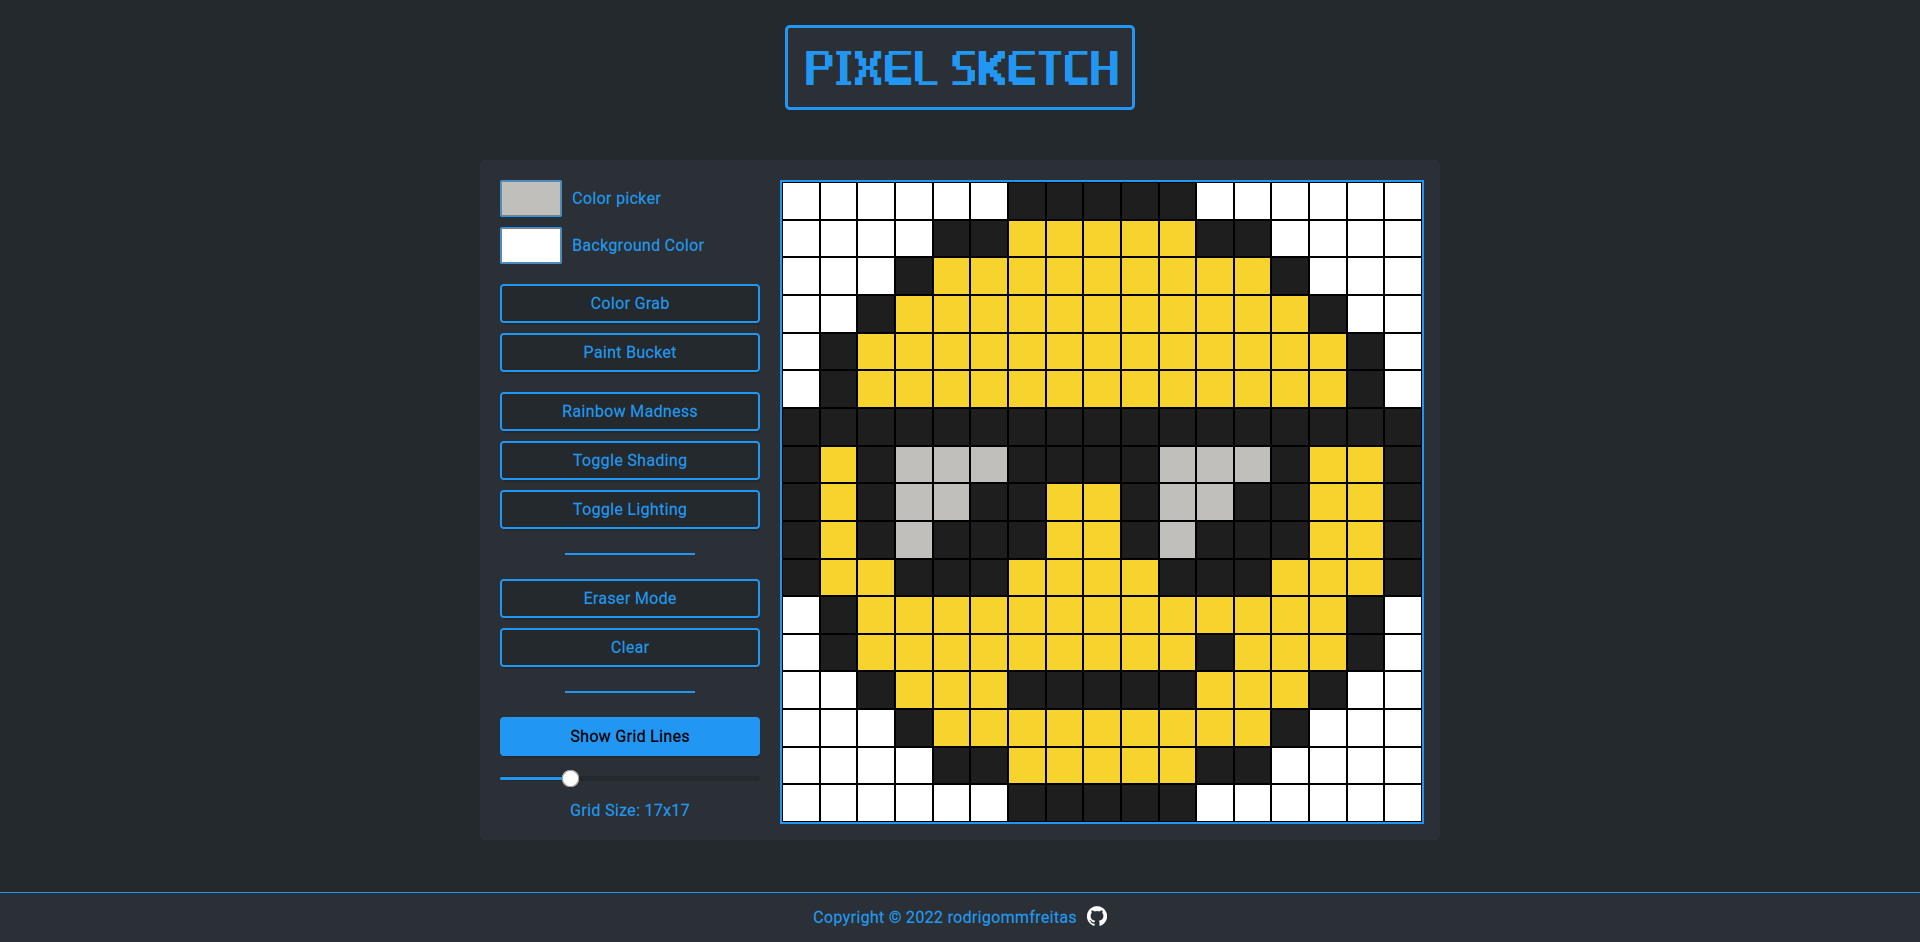 PIXEL SKETCH
Color picker
Background Color
Color Grab
Paint Bucket
Rainbow Madness
Toggle Shading
Toggle Lighting
Eraser Mode
Clear
Show Grid Lines
Grid Size: 17x17
Copyright © 2022 rodrigommfreitas